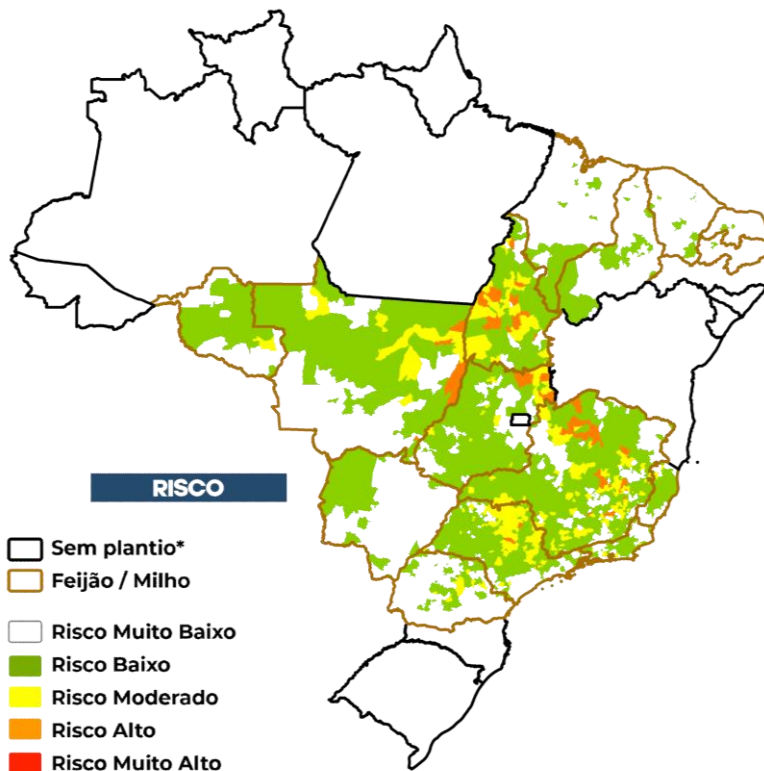 RISCO
Sem plantio*
Feijão / Milho
Risco Muito Baixo
Risco Baixo
Risco Moderado
Risco Alto
Risco Muito Alto